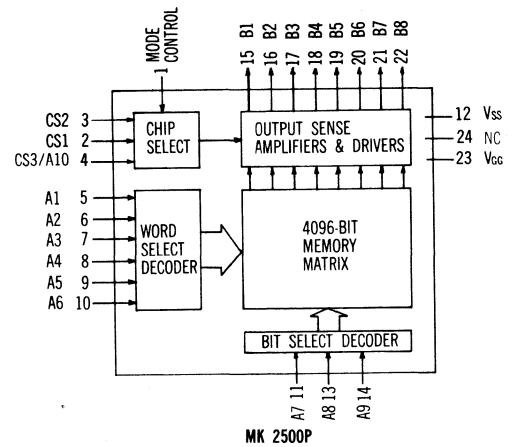 MODE
CONTROL
1
15 B1
16 B2
17 B3
18 B4
19 B5
20 B6
21 B7
22 B8
CS2 3
CS1 2
CS3/A10 4
CHIP
SELECT
OUTPUT SENSE
AMPLIFIERS & DRIVERS
12 VSS
24 NC
23 VGG
A1 5
A2 6
A3 7
A4 8
A5 9
A6 10
WORD
SELECT
DECODER
4096-BIT
MEMORY
MATRIX
BIT SELECT DECODER
A7 11
A8 13
A9 14
MK 2500P